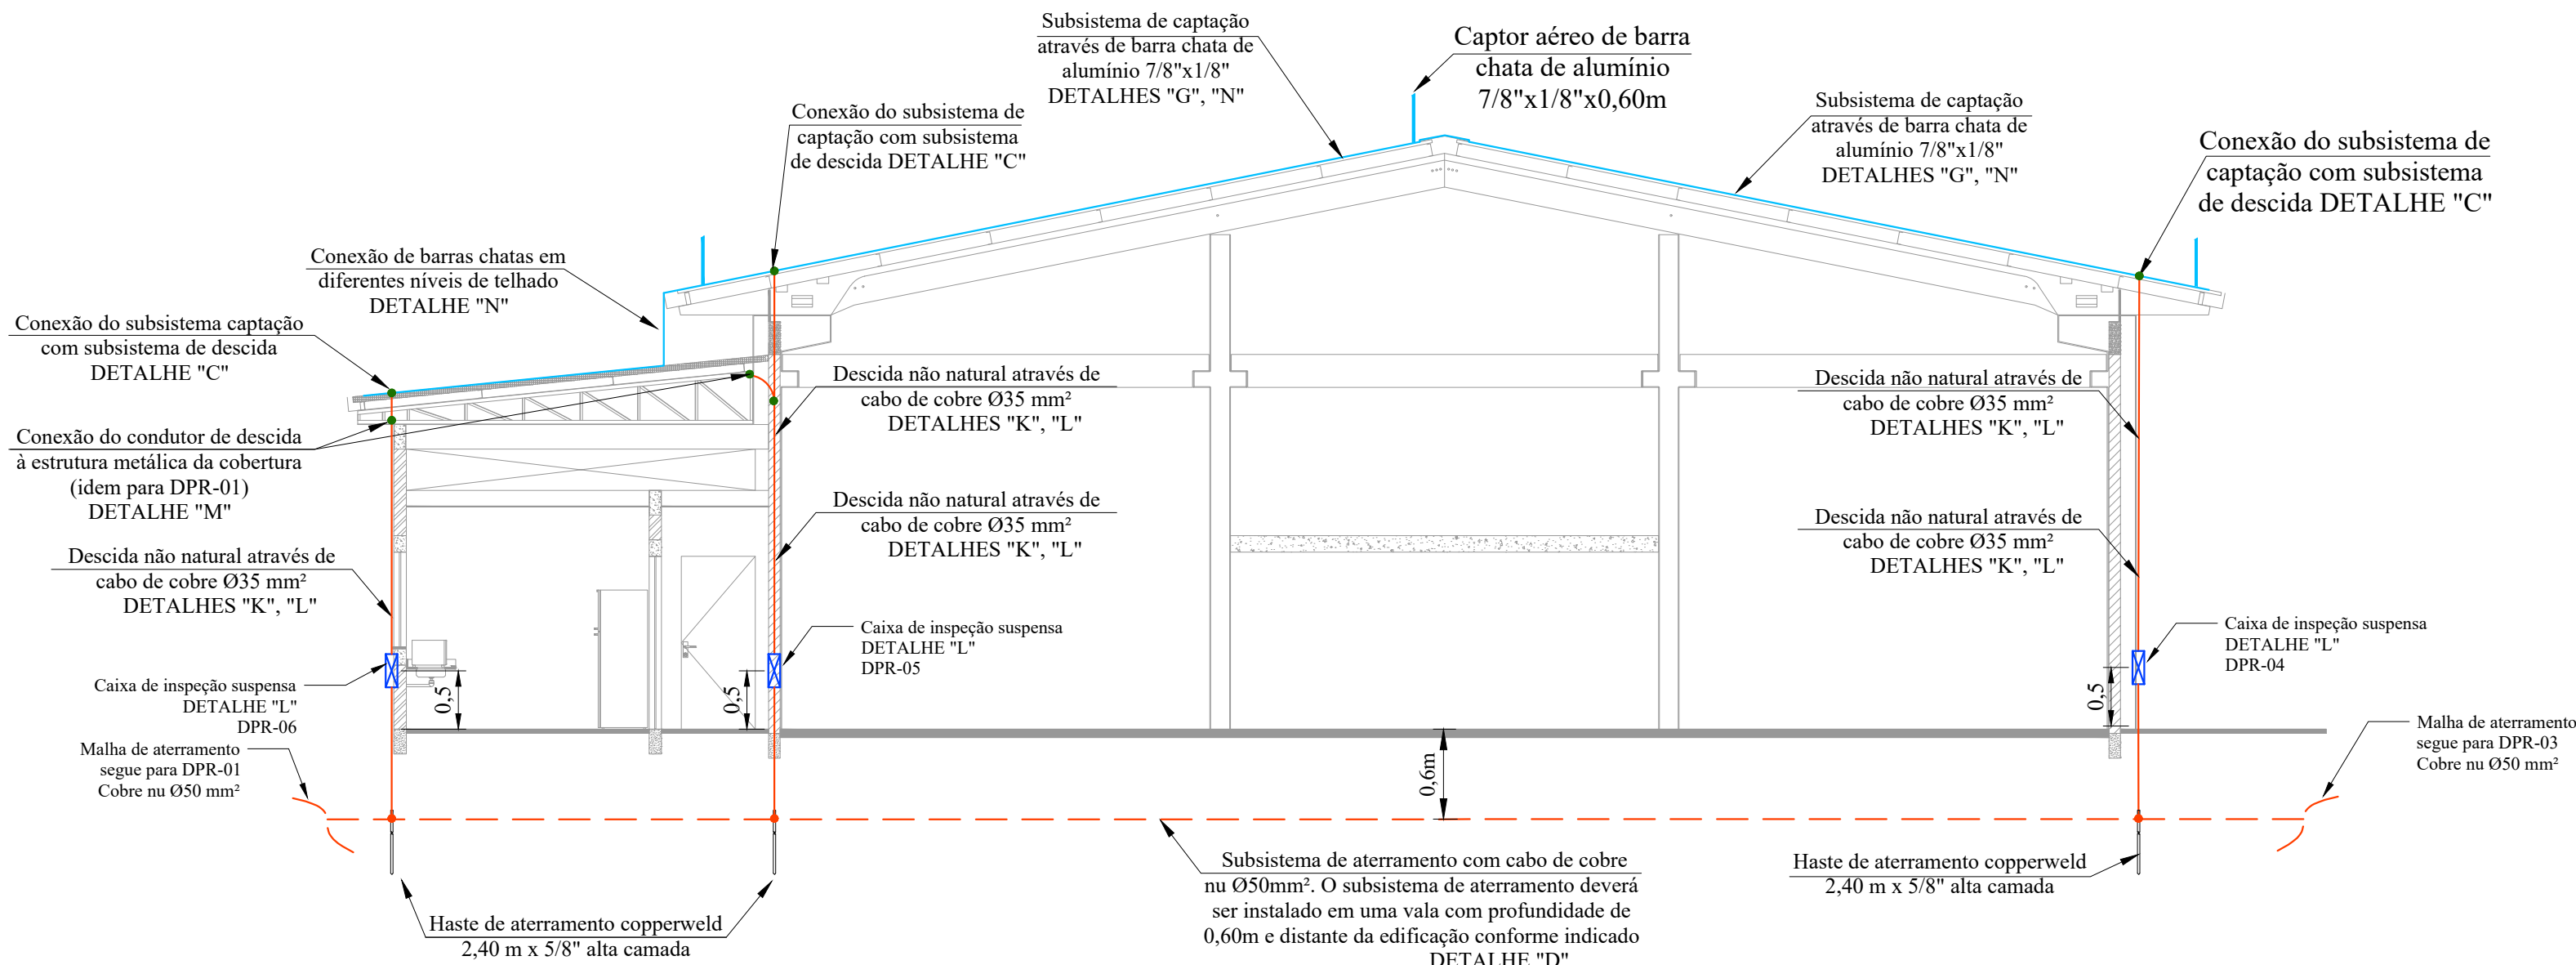 Subsistema de captação
através de barra chata de
alumínio 7/8"x1/8"
DETALHES "G", "N"
Captor aéreo de barra
chata de alumínio
7/8"x1/8"x0,60m
Conexão do subsistema de
captação com subsistema
de descida DETALHE "C"
Subsistema de captação
através de barra chata de
alumínio 7/8"x1/8"
DETALHES "G", "N"
Conexão do subsistema de
captação com subsistema
de descida DETALHE "C"
Conexão de barras chatas em
diferentes níveis de telhado
DETALHE "N"
Conexão do subsistema captação
com subsistema de descida
DETALHE "C"
Descida não natural através de
cabo de cobre Ø35 mm²
DETALHES "K", "L"
Descida não natural através de
cabo de cobre Ø35 mm²
DETALHES "K", "L"
Conexão do condutor de descida
à estrutura metálica da cobertura
(idem para DPR-01)
DETALHE "M"
Descida não natural através de
cabo de cobre Ø35 mm²
DETALHES "K", "L"
Descida não natural através de
cabo de cobre Ø35 mm²
DETALHES "K", "L"
Descida não natural através de
cabo de cobre Ø35 mm²
DETALHES "K", "L"
Caixa de inspeção suspensa
DETALHE "L"
DPR-05
Caixa de inspeção suspensa
DETALHE "L"
DPR-04
Caixa de inspeção suspensa
DETALHE "L"
DPR-06
0,5
0,5
0,5
Malha de aterramento
segue para DPR-01
Cobre nu Ø50 mm²
0,6m
Malha de aterramento
segue para DPR-03
Cobre nu Ø50 mm²
Haste de aterramento copperweld
2,40 m x 5/8" alta camada
Subsistema de aterramento com cabo de cobre
nu Ø50mm². O subsistema de aterramento deverá
ser instalado em uma vala com profundidade de
0,60m e distante da edificação conforme indicado
DETALHE "D"
Haste de aterramento copperweld
2,40 m x 5/8" alta camada